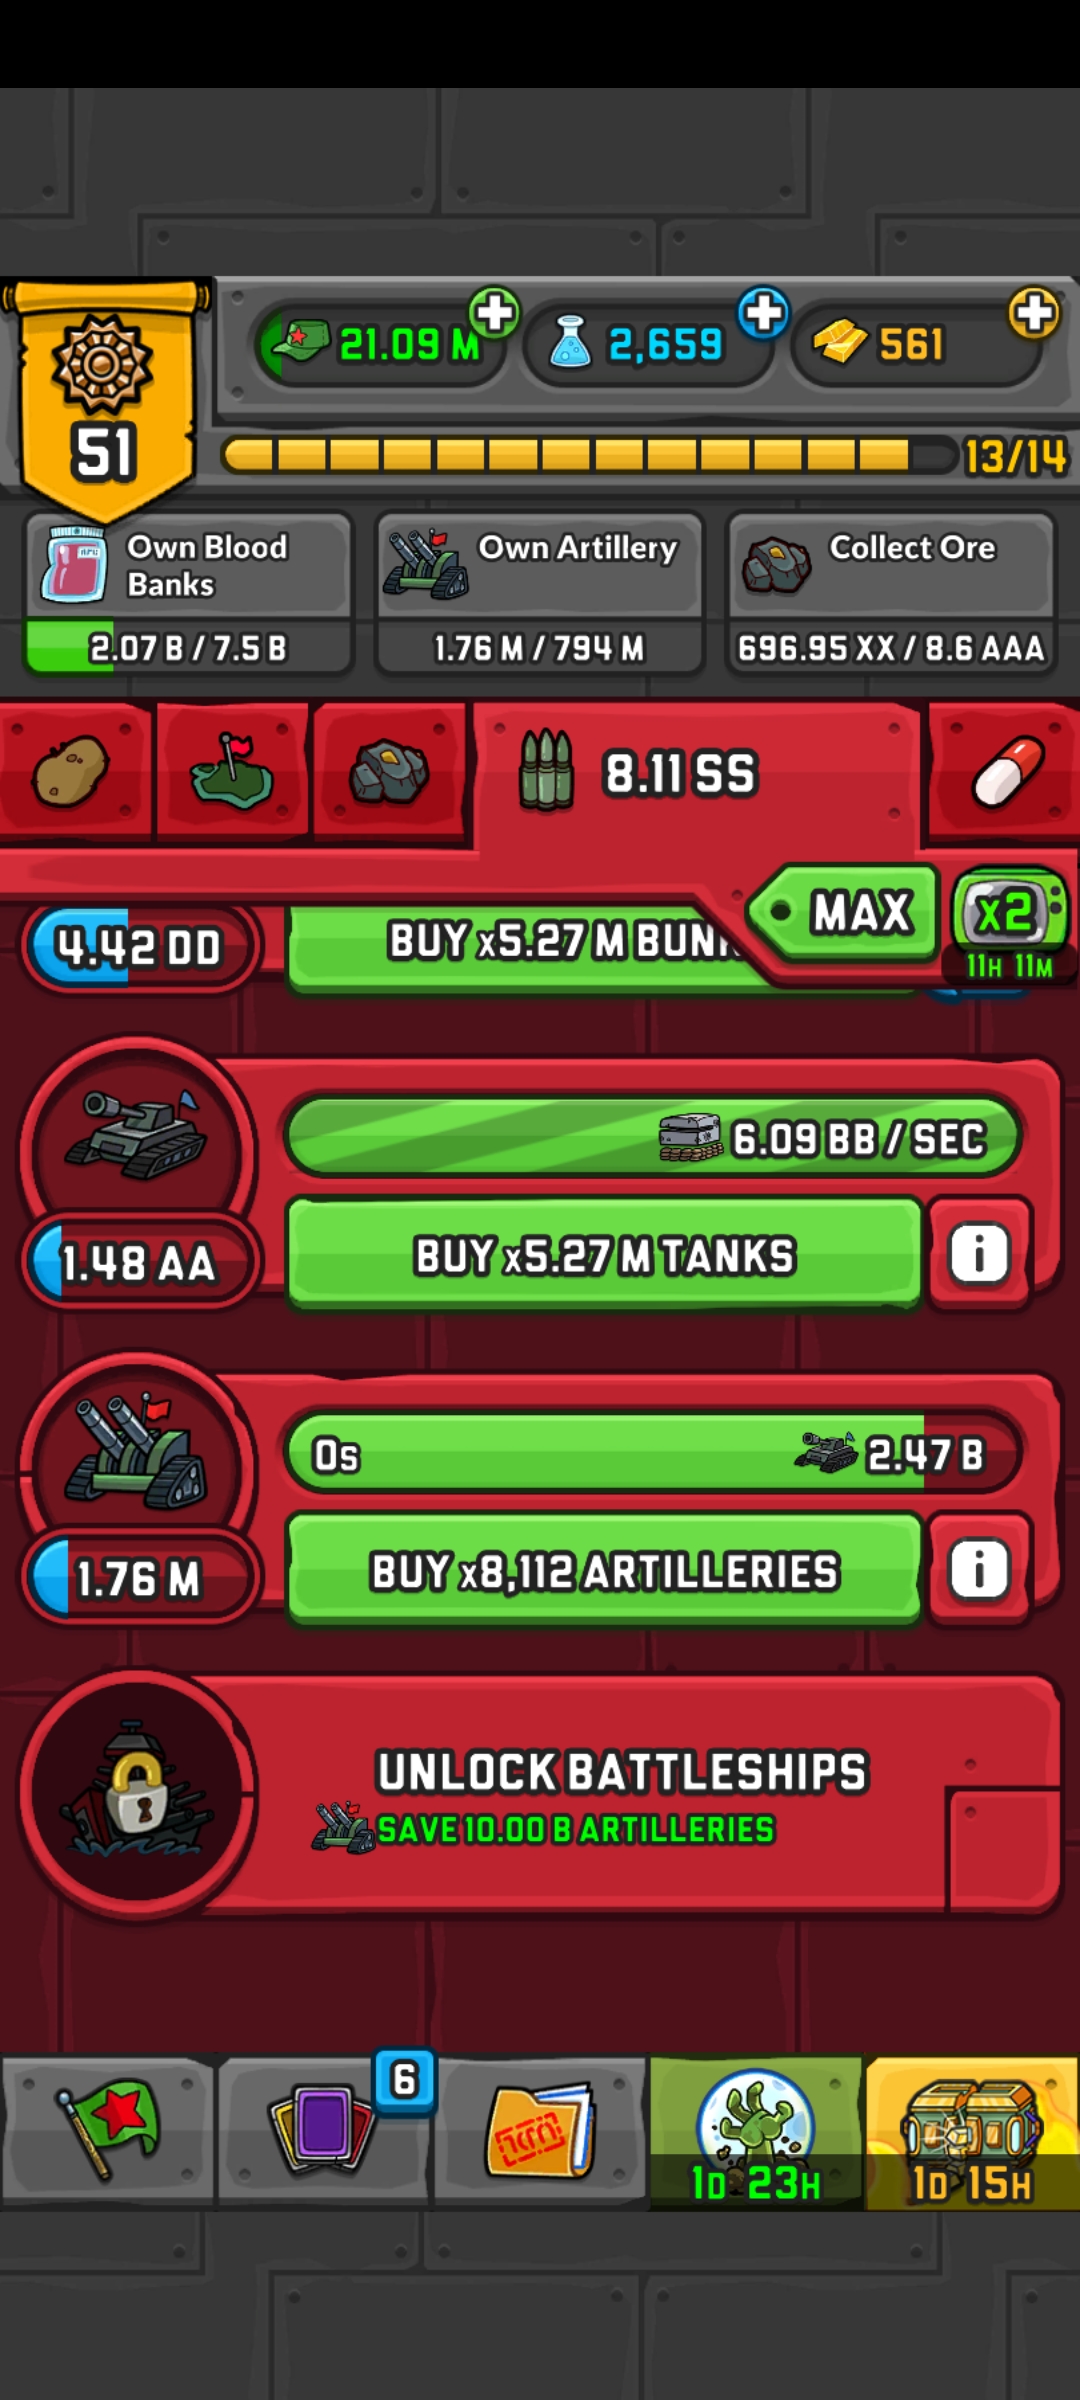 21.09 M
2,659
561
51
13/14
Own Blood
Banks
Own Artillery
Collect Ore
2.07 B / 7.5 B
1.76 M / 794 M
696.95 XX / 8.6 AAA
8.11 SS
MAX
x2
11H 11M
4.42 DD
BUY x5.27 M
6.09 BB / SEC
1.48 AA
BUY x5.27 M TANKS
i
0s
2.47 B
1.76 M
BUY x8,112 ARTILLERIES
i
UNLOCK BATTLESHIPS
SAVE 10.00 B ARTILLERIES
6
1D 23H
1D 15H